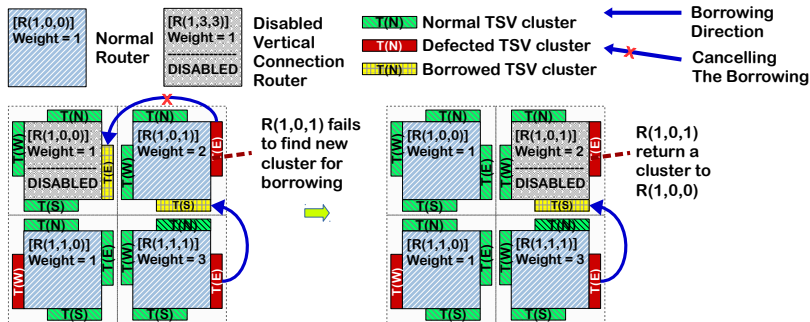 [R(1,0,0)]
Weight = 1
Normal
Router
[R(1,3,3)]
Weight = 1
DISABLED
Disabled
Vertical
Connection
Router
T(N)
Normal TSV cluster
T(N)
Defected TSV cluster
T(N)
Borrowed TSV cluster
Borrowing
Direction
X
Cancelling
The Borrowing
T(N)
T(W)
[R(1,0,0)]
Weight = 1
DISABLED
T(E)
T(S)
X
T(N)
T(W)
[R(1,0,1)]
Weight = 2
T(E)
T(S)
R(1,0,1) fails
to find new
cluster for
borrowing
T(N)
T(W)
[R(1,1,0)]
Weight = 1
T(E)
T(S)
T(N)
T(W)
[R(1,1,1)]
Weight = 3
T(E)
T(S)
T(N)
T(W)
[R(1,0,0)]
Weight = 1
T(E)
T(S)
T(N)
T(W)
[R(1,0,1)]
Weight = 2
DISABLED
T(E)
T(S)
R(1,0,1)
return a
cluster to
R(1,0,0)
T(N)
T(W)
[R(1,1,0)]
Weight = 1
T(E)
T(S)
T(N)
T(W)
[R(1,1,1)]
Weight = 3
T(E)
T(S)